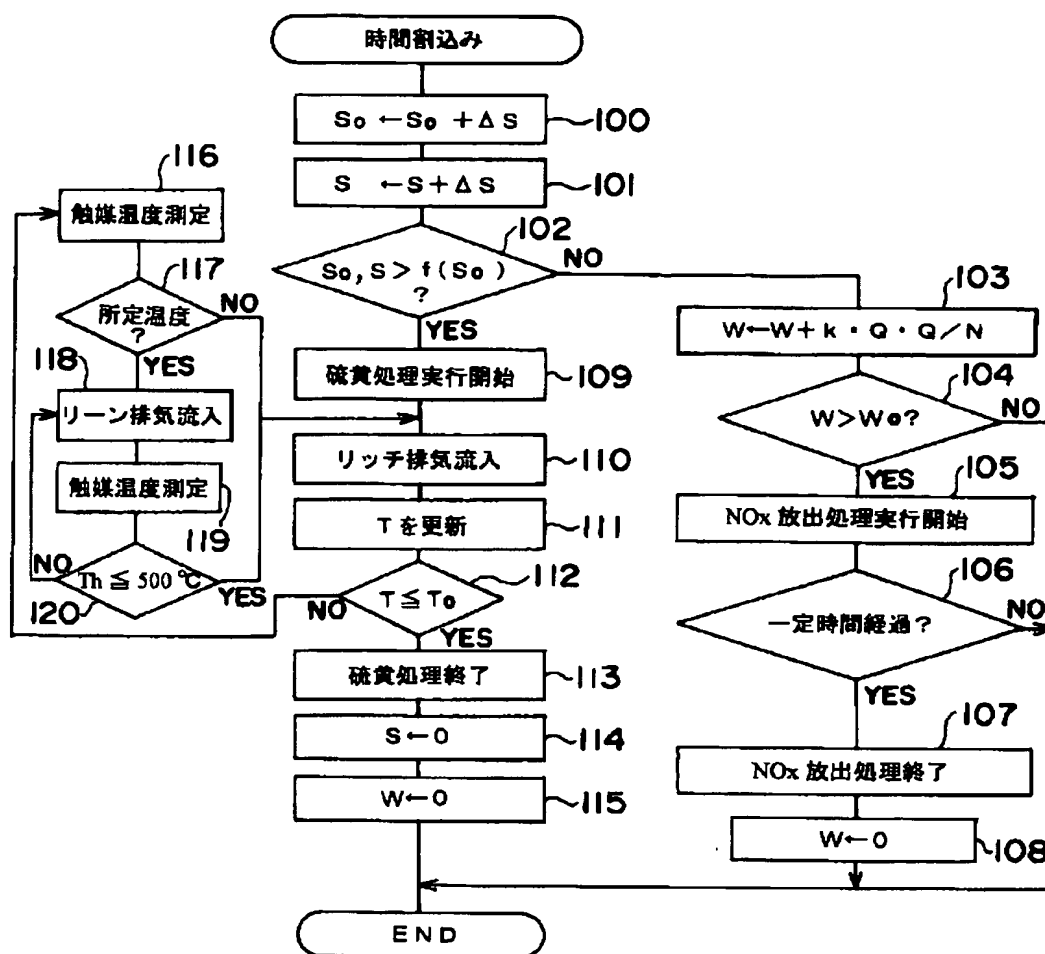 時間割込み
So ← So + ΔS
100
S ← S + ΔS
101
So, S > f(So)
?
102
NO
YES
103
W←W+k・Q・Q/N
104
W>Wo?
NO
YES
105
NOx 放出処理実行開始
106
一定時間経過?
NO
YES
107
NOx 放出処理終了
W←0
108
硫黄処理実行開始
109
リッチ排気流入
110
Tを更新
111
112
T≦To
NO
YES
硫黄処理終了
113
S←0
114
W←0
115
116
触媒温度測定
117
所定温度
?
NO
YES
118
リーン排気流入
触媒温度測定
119
Th ≦ 500 ℃
NO
YES
120
END